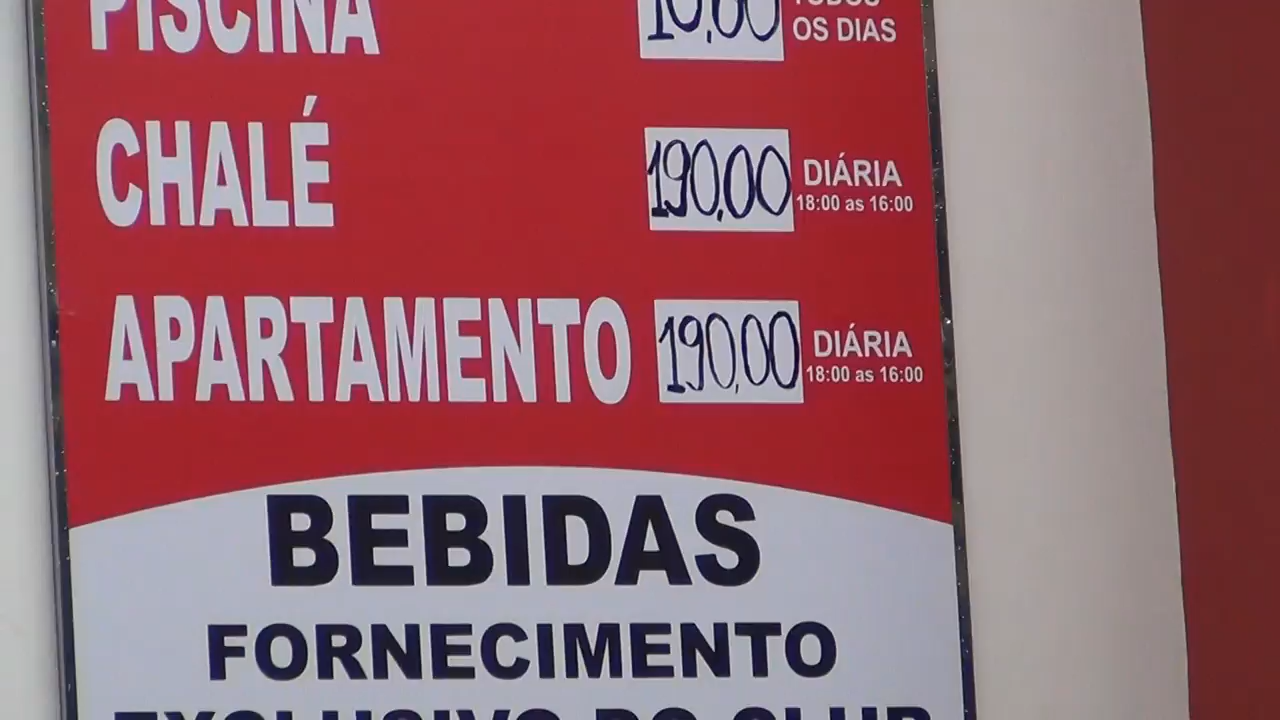 PISCINA 10,00 TODOS
OS DIAS
CHALÉ 190,00 DIÁRIA
18:00 as 16:00
APARTAMENTO 190,00 DIÁRIA
18:00 as 16:00
BEBIDAS
FORNECIMENTO
EXCLUSIVO DO CLUB